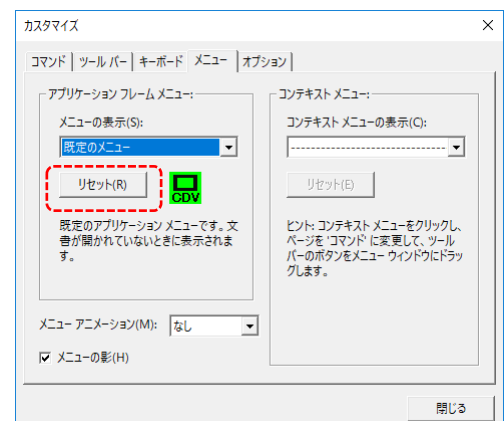 カスタマイズ
コマンド ツール バー キーボード メニュー オプション
アプリケーション フレーム メニュー:
メニューの表示(S):
既定のメニュー
リセット(R)
CDV
既定のアプリケーション メニューです。文
書が開かれていないときに表示されま
す。
メニュー アニメーション(M): なし
メニューの影(H)
コンテキスト メニュー:
コンテキスト メニューの表示(C):
リセット(E)
ヒント: コンテキスト メニューをクリックし、
ページを 'コマンド' に変更して、ツール
バーのボタンをメニュー ウィンドウにドラッ
グします。
閉じる